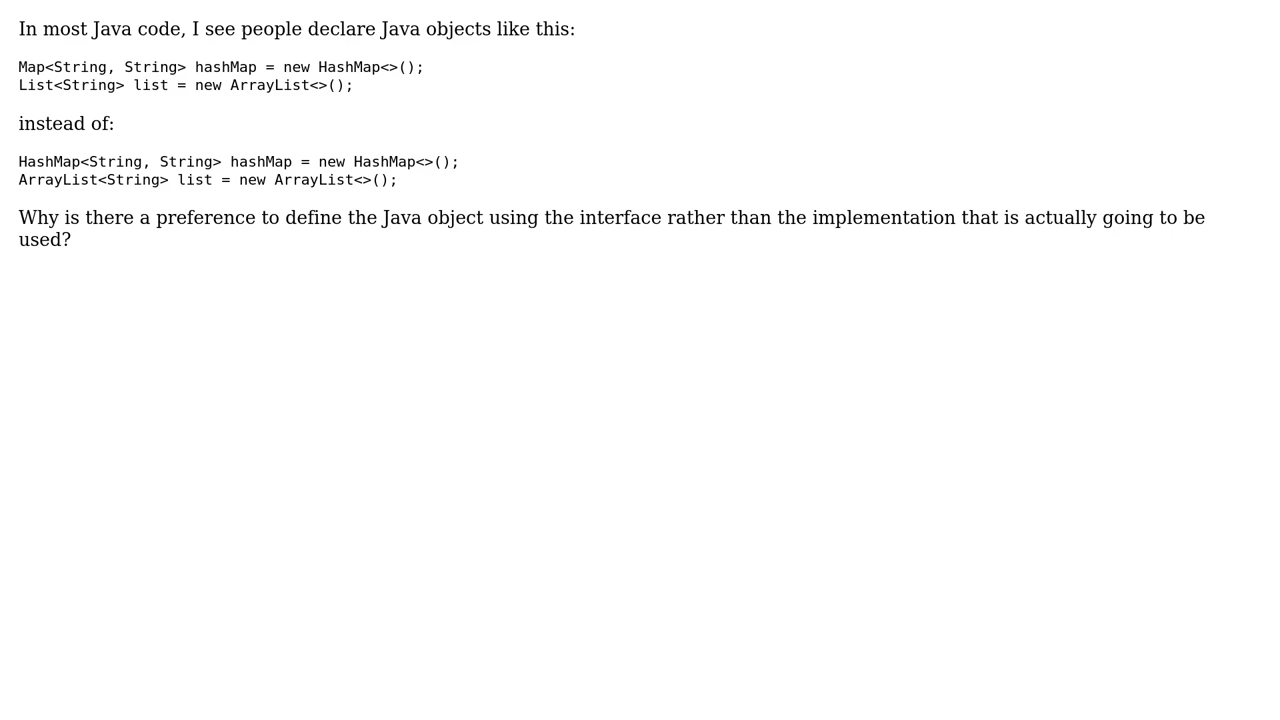 In most Java code, I see people declare Java objects like this:
Map<String, String> hashMap = new HashMap<>();
List<String> list = new ArrayList<>();
instead of:
HashMap<String, String> hashMap = new HashMap<>();
ArrayList<String> list = new ArrayList<>();
Why is there a preference to define the Java object using the interface rather than the implementation that is actually going to be
used?